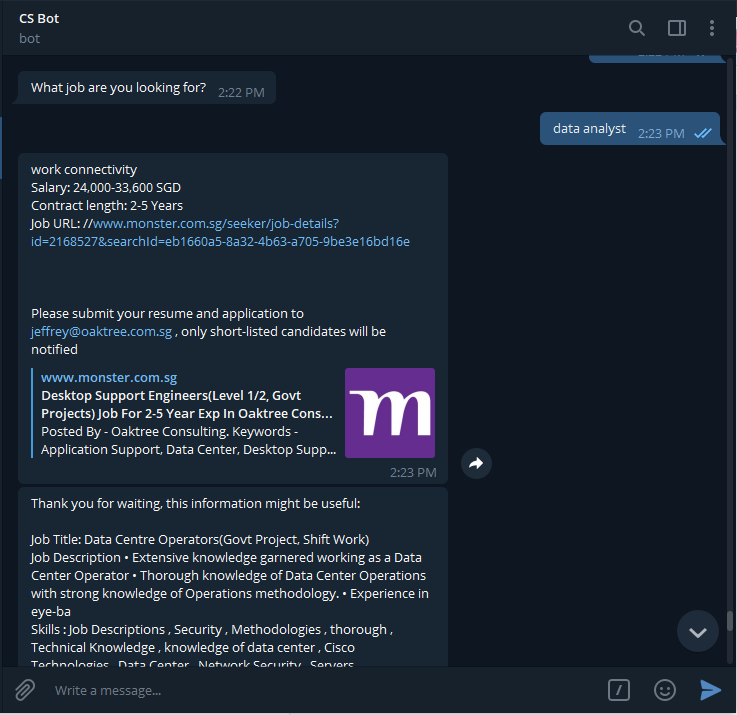 CS Bot
bot
What job are you looking for? 2:22 PM
data analyst 2:23 PM
work connectivity
Salary: 24,000-33,600 SGD
Contract length: 2-5 Years
Job URL: //www.monster.com.sg/seeker/job-details?
id=2168527&searchId=eb1660a5-8a32-4b63-a705-9be3e16bd16e
Please submit your resume and application to
jeffrey@oaktree.com.sg , only short-listed candidates will be
notified
www.monster.com.sg
Desktop Support Engineers(Level 1/2, Govt
Projects) Job For 2-5 Year Exp In Oaktree Cons...
Posted By - Oaktree Consulting. Keywords -
Application Support, Data Center, Desktop Supp...
m
2:23 PM
Thank you for waiting, this information might be useful:
Job Title: Data Centre Operators(Govt Project, Shift Work)
Job Description • Extensive knowledge garnered working as a Data
Center Operator • Thorough knowledge of Data Center Operations
with strong knowledge of Operations methodology. • Experience in
eye-ba
Skills : Job Descriptions , Security , Methodologies , thorough ,
Technical Knowledge , knowledge of data center , Cisco
Technologies , Data Center , Network Security , Servers
Write a message...